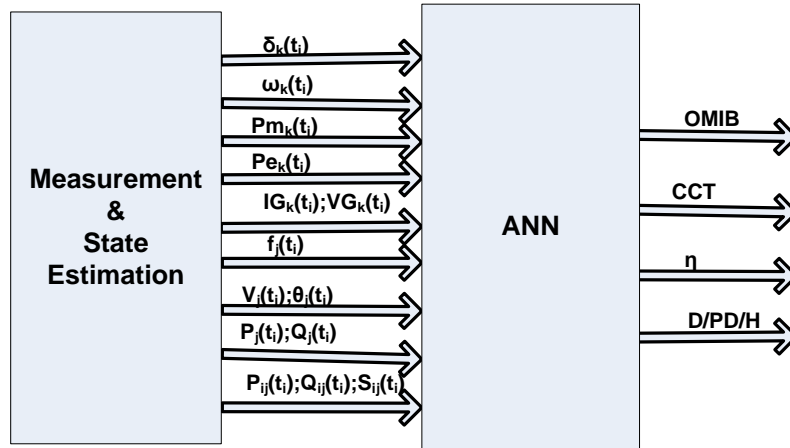 Measurement
&
State
Estimation
δk(ti)
ωk(ti)
Pmk(ti)
Pek(ti)
IGk(ti);VGk(ti)
fj(ti)
Vj(ti);θj(ti)
Pj(ti);Qj(ti)
Pij(ti);Qij(ti);Sij(ti)
ANN
OMIB
CCT
η
D/PD/H